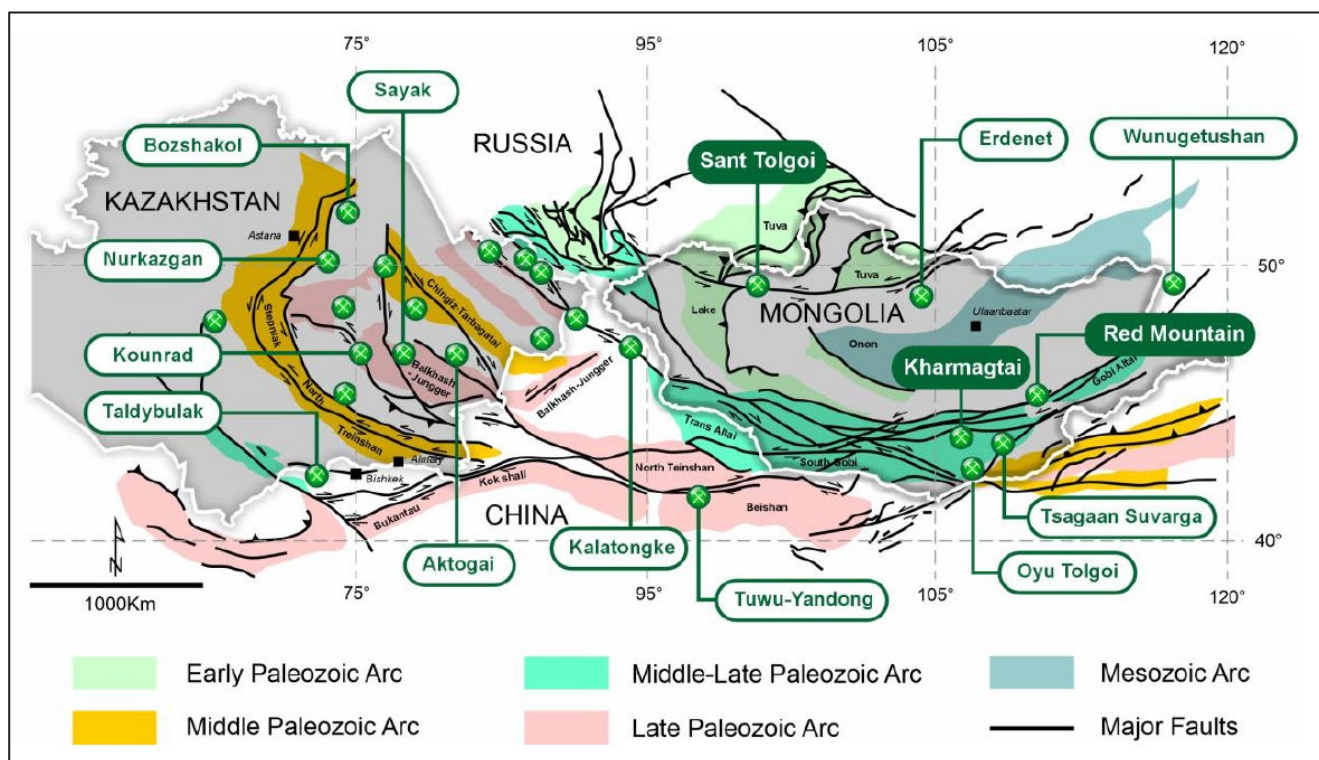 75°
95°
105°
120°
Sayak
RUSSIA
Bozshakol
Sant Tolgoi
Erdenet
Wunugetushan
KAZAKHSTAN
Tuva
Astana
Nurkazgan
50°
Tuva
Chingiz-Tarbagatai
MONGOLIA
Lake
Ulaanbaatar
Stepniak
Onon
Red Mountain
Kounrad
Balkhash
-Jungger
Kharmagtai
Gobi Altai
Balkhash-Jungger
Taldybulak
North
Trans Altai
Treinshan
Almaty
South Gobi
North Teinshan
Bishkek
Kokshall
Beishan
Bukantau
CHINA
Tsagaan Suvarga
Kalatongke
40°
Aktogai
Oyu Tolgoi
N
Tuwu-Yandong
1000Km
75°
95°
105°
120°
Early Paleozoic Arc
Middle-Late Paleozoic Arc
Mesozoic Arc
Middle Paleozoic Arc
Late Paleozoic Arc
Major Faults